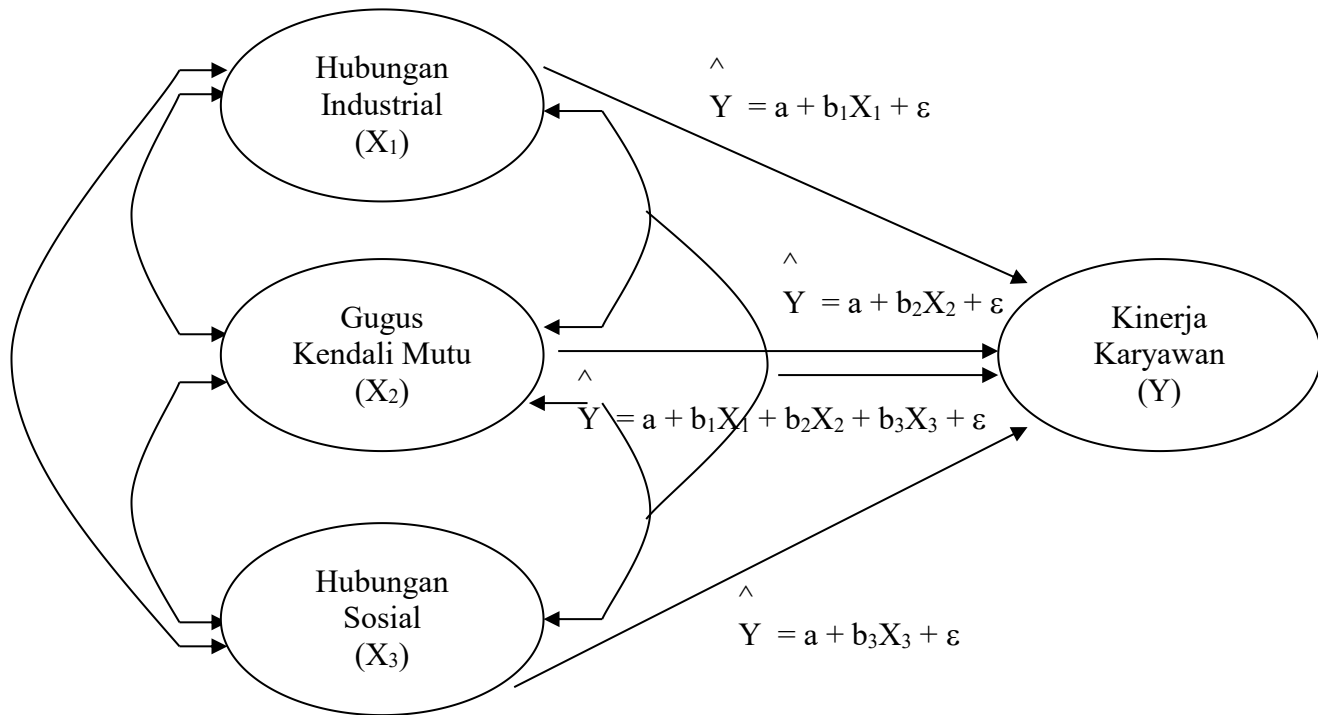 Hubungan
Industrial
(X₁)
^
Y = a + b₁X₁ + ε
Gugus
Kendali Mutu
(X₂)
^
Y = a + b₂X₂ + ε
^
Y = a + b₁X₁ + b₂X₂ + b₃X₃ + ε
Kinerja
Karyawan
(Y)
Hubungan
Sosial
(X₃)
^
Y = a + b₃X₃ + ε